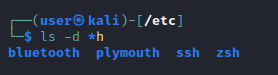 ┌──(user㉿kali)-[/etc]
└─$ ls -d *h
bluetooth  plymouth  ssh  zsh